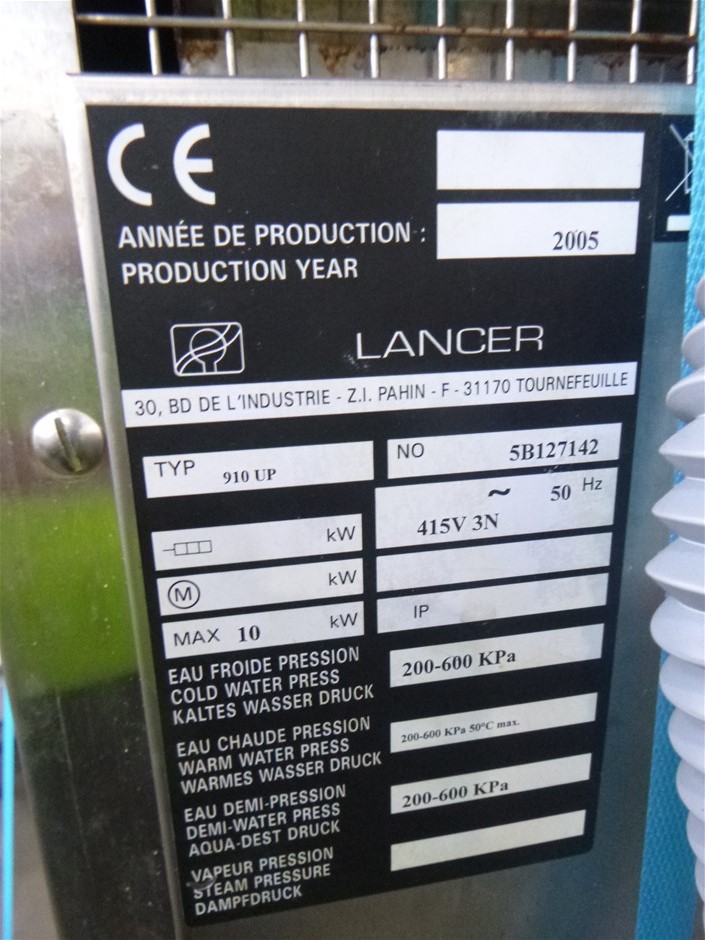 CE
ANNÉE DE PRODUCTION : 2005
PRODUCTION YEAR
LANCER
30, BD DE L'INDUSTRIE - Z.I. PAHIN - F - 31170 TOURNEFEUILLE
TYP 910 UP NO 5B127142
~ 50 Hz
415V 3N
kW
M kW
MAX 10 kW IP
EAU FROIDE PRESSION 200-600 KPa
COLD WATER PRESS
KALTES WASSER DRUCK
EAU CHAUDE PRESSION 200-600 KPa 50°C max.
WARM WATER PRESS
WARMES WASSER DRUCK
EAU DEMI-PRESSION 200-600 KPa
DEMI-WATER PRESS
AQUA-DEST DRUCK
VAPEUR PRESSION
STEAM PRESSURE
DAMPFDRUCK